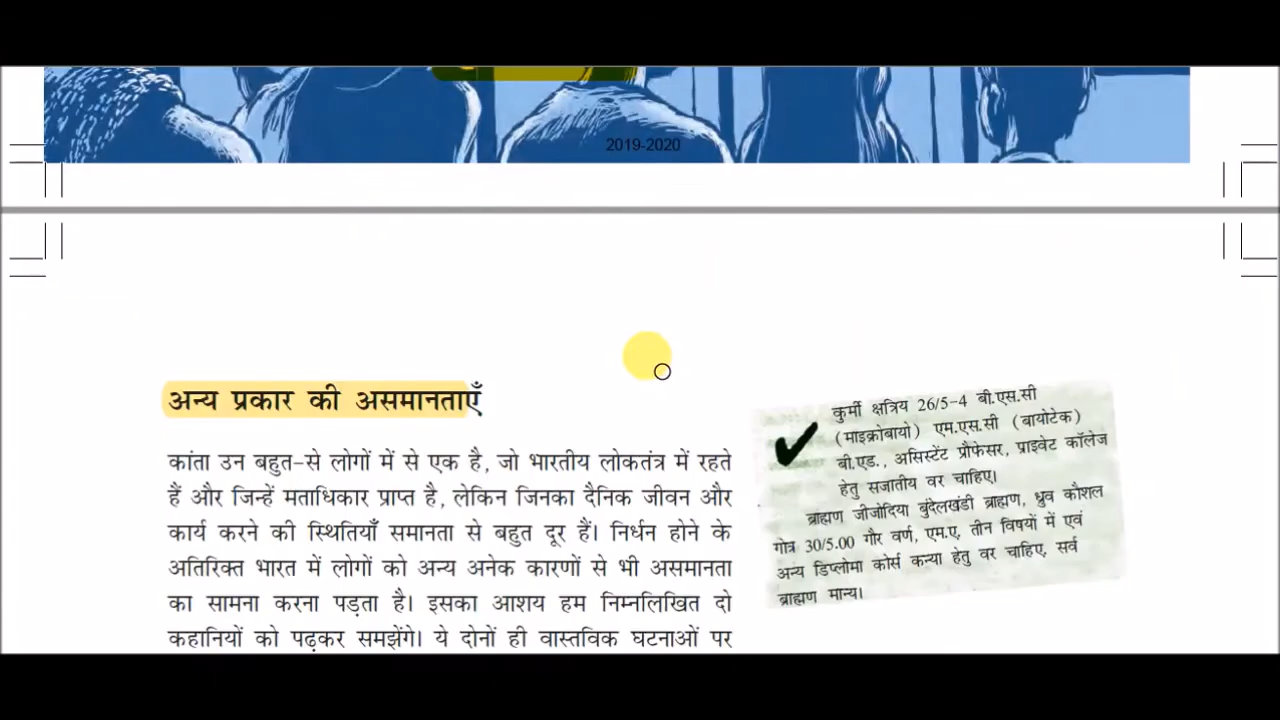 2019-2020
अन्य प्रकार की असमानताएँ
कांता उन बहुत-से लोगों में से एक है, जो भारतीय लोकतंत्र में रहते
हैं और जिन्हें मताधिकार प्राप्त है, लेकिन जिनका दैनिक जीवन और
कार्य करने की स्थितियाँ समानता से बहुत दूर हैं। निर्धन होने के
अतिरिक्त भारत में लोगों को अन्य अनेक कारणों से भी असमानता
का सामना करना पड़ता है। इसका आशय हम निम्नलिखित दो
कहानियों को पढ़कर समझेंगे। ये दोनों ही वास्तविक घटनाओं पर
कुर्मी क्षत्रिय 26/5-4 बी.एस.सी
(माइक्रोबायो) एम.एस.सी (बायोटेक)
बी.एड., असिस्टेंट प्रौफेसर, प्राइवेट कॉलेज
हेतु सजातीय वर चाहिए।
ब्राह्मण जीजोदिया बुंदेलखंडी ब्राह्मण, ध्रुव कौशल
गोत्र 30/5.00 गौर वर्ण, एम.ए, तीन विषयों में एवं
अन्य डिप्लोमा कोर्स कन्या हेतु वर चाहिए, सर्व
ब्राह्मण मान्य।